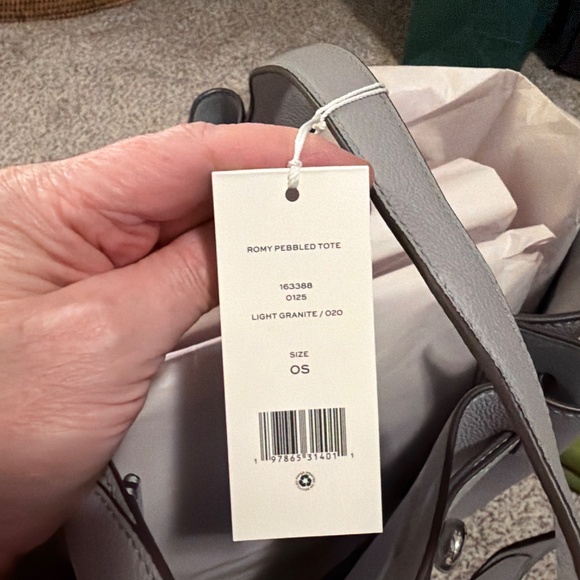 ROMY PEBBLED TOTE
163388
0125
LIGHT GRANITE / 020
SIZE
OS
1 97865 31401 1